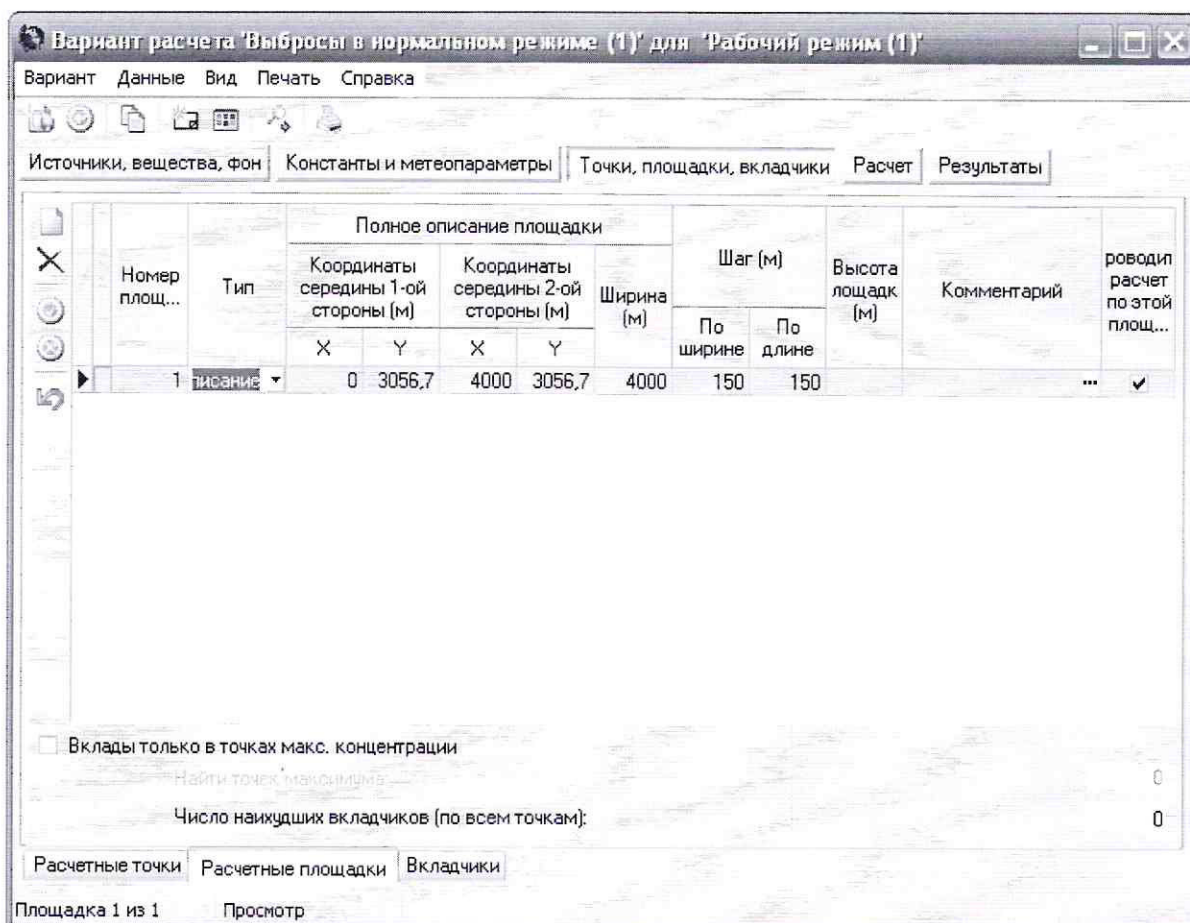 Вариант расчета 'Выбросы в нормальном режиме (1)' для 'Рабочий режим (1)'
Вариант Данные Вид Печать Справка
Источники, вещества, фон Константы и метеопараметры Точки, площадки, вкладчики Расчет Результаты
Номер площ...
Тип
Полное описание площадки
Координаты середины 1-ой стороны (м)
X Y
Координаты середины 2-ой стороны (м)
X Y
Ширина (м)
Шаг (м)
По ширине
По длине
Высота лощадк (м)
Комментарий
роводил расчет по этой площ...
1 писание 0 3056,7 4000 3056,7 4000 150 150 ...
Вклады только в точках макс. концентрации
Найти точек максимума 0
Число наихудших вкладчиков (по всем точкам): 0
Расчетные точки Расчетные площадки Вкладчики
Площадка 1 из 1 Просмотр